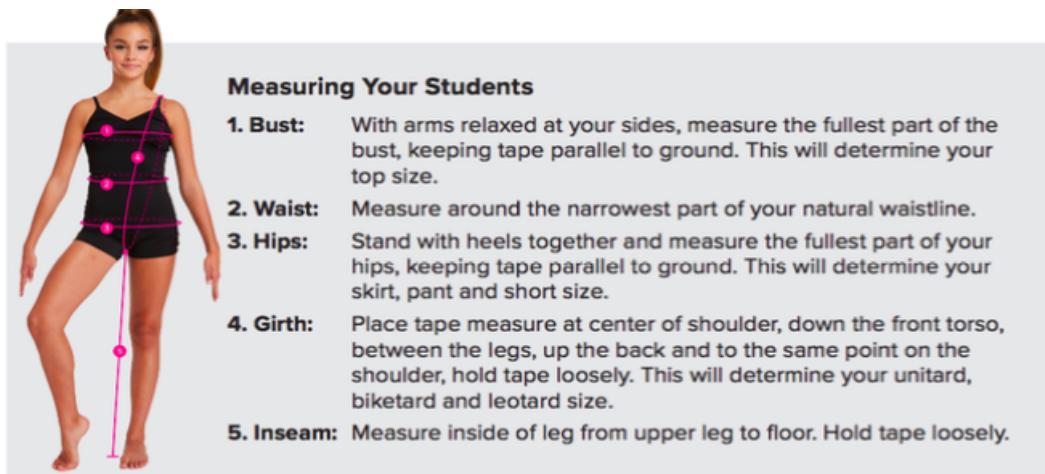 Measuring Your Students
1. Bust: With arms relaxed at your sides, measure the fullest part of the
bust, keeping tape parallel to ground. This will determine your
top size.
2. Waist: Measure around the narrowest part of your natural waistline.
3. Hips: Stand with heels together and measure the fullest part of your
hips, keeping tape parallel to ground. This will determine your
skirt, pant and short size.
4. Girth: Place tape measure at center of shoulder, down the front torso,
between the legs, up the back and to the same point on the
shoulder, hold tape loosely. This will determine your unitard,
biketard and leotard size.
5. Inseam: Measure inside of leg from upper leg to floor. Hold tape loosely.
1
4
2
3
5